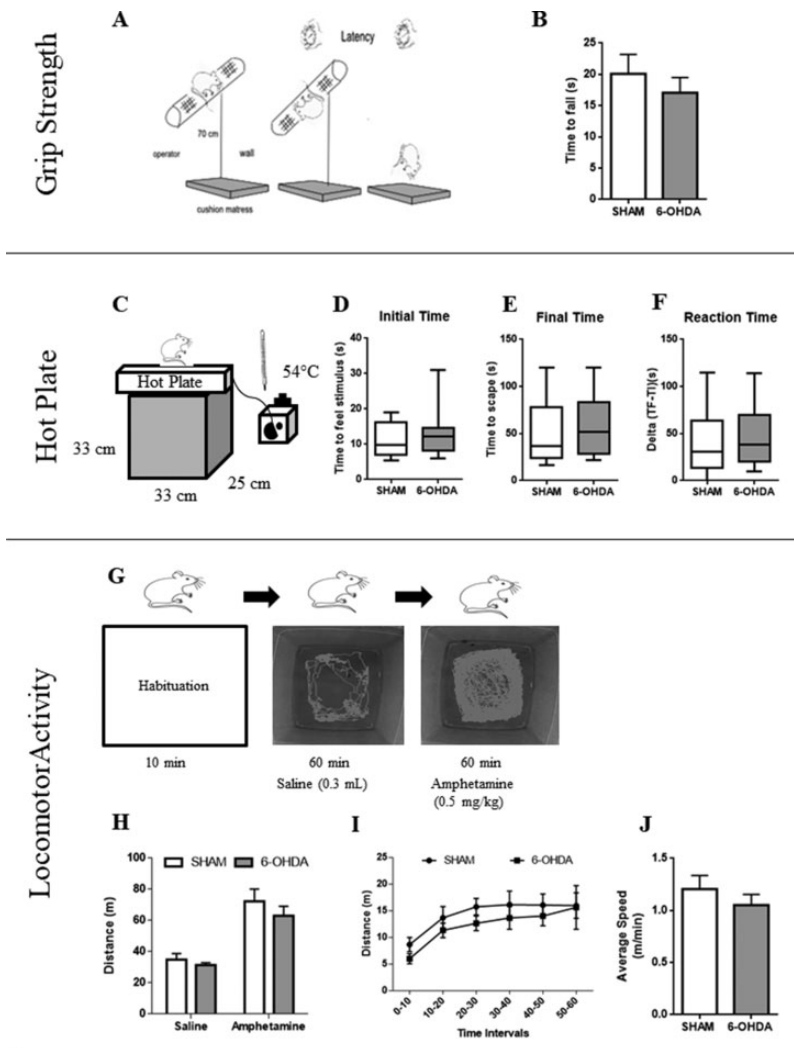 Grip Strength
A
Latency
70 cm
operator
wall
cushion matress
B
Time to fall (s)
25
20
15
10
5
0
SHAM
6-OHDA
Hot Plate
C
Hot Plate
54°C
33 cm
33 cm
25 cm
D
Initial Time
Time to feel stimulus (s)
40
30
20
10
0
SHAM
6-OHDA
E
Final Time
Time to scape (s)
150
100
50
0
SHAM
6-OHDA
F
Reaction Time
Delta (TF-TI)(s)
150
100
50
0
SHAM
6-OHDA
LocomotorActivity
G
Habituation
10 min
60 min
Saline (0.3 mL)
60 min
Amphetamine
(0.5 mg/kg)
H
SHAM
6-OHDA
Distance (m)
100
80
60
40
20
0
Saline
Amphetamine
I
SHAM
6-OHDA
Distance (m)
25
20
15
10
5
0
0-10
10-20
20-30
30-40
40-50
50-60
Time Intervals
J
Average Speed
(m/min)
1.5
1.0
0.5
0.0
SHAM
6-OHDA